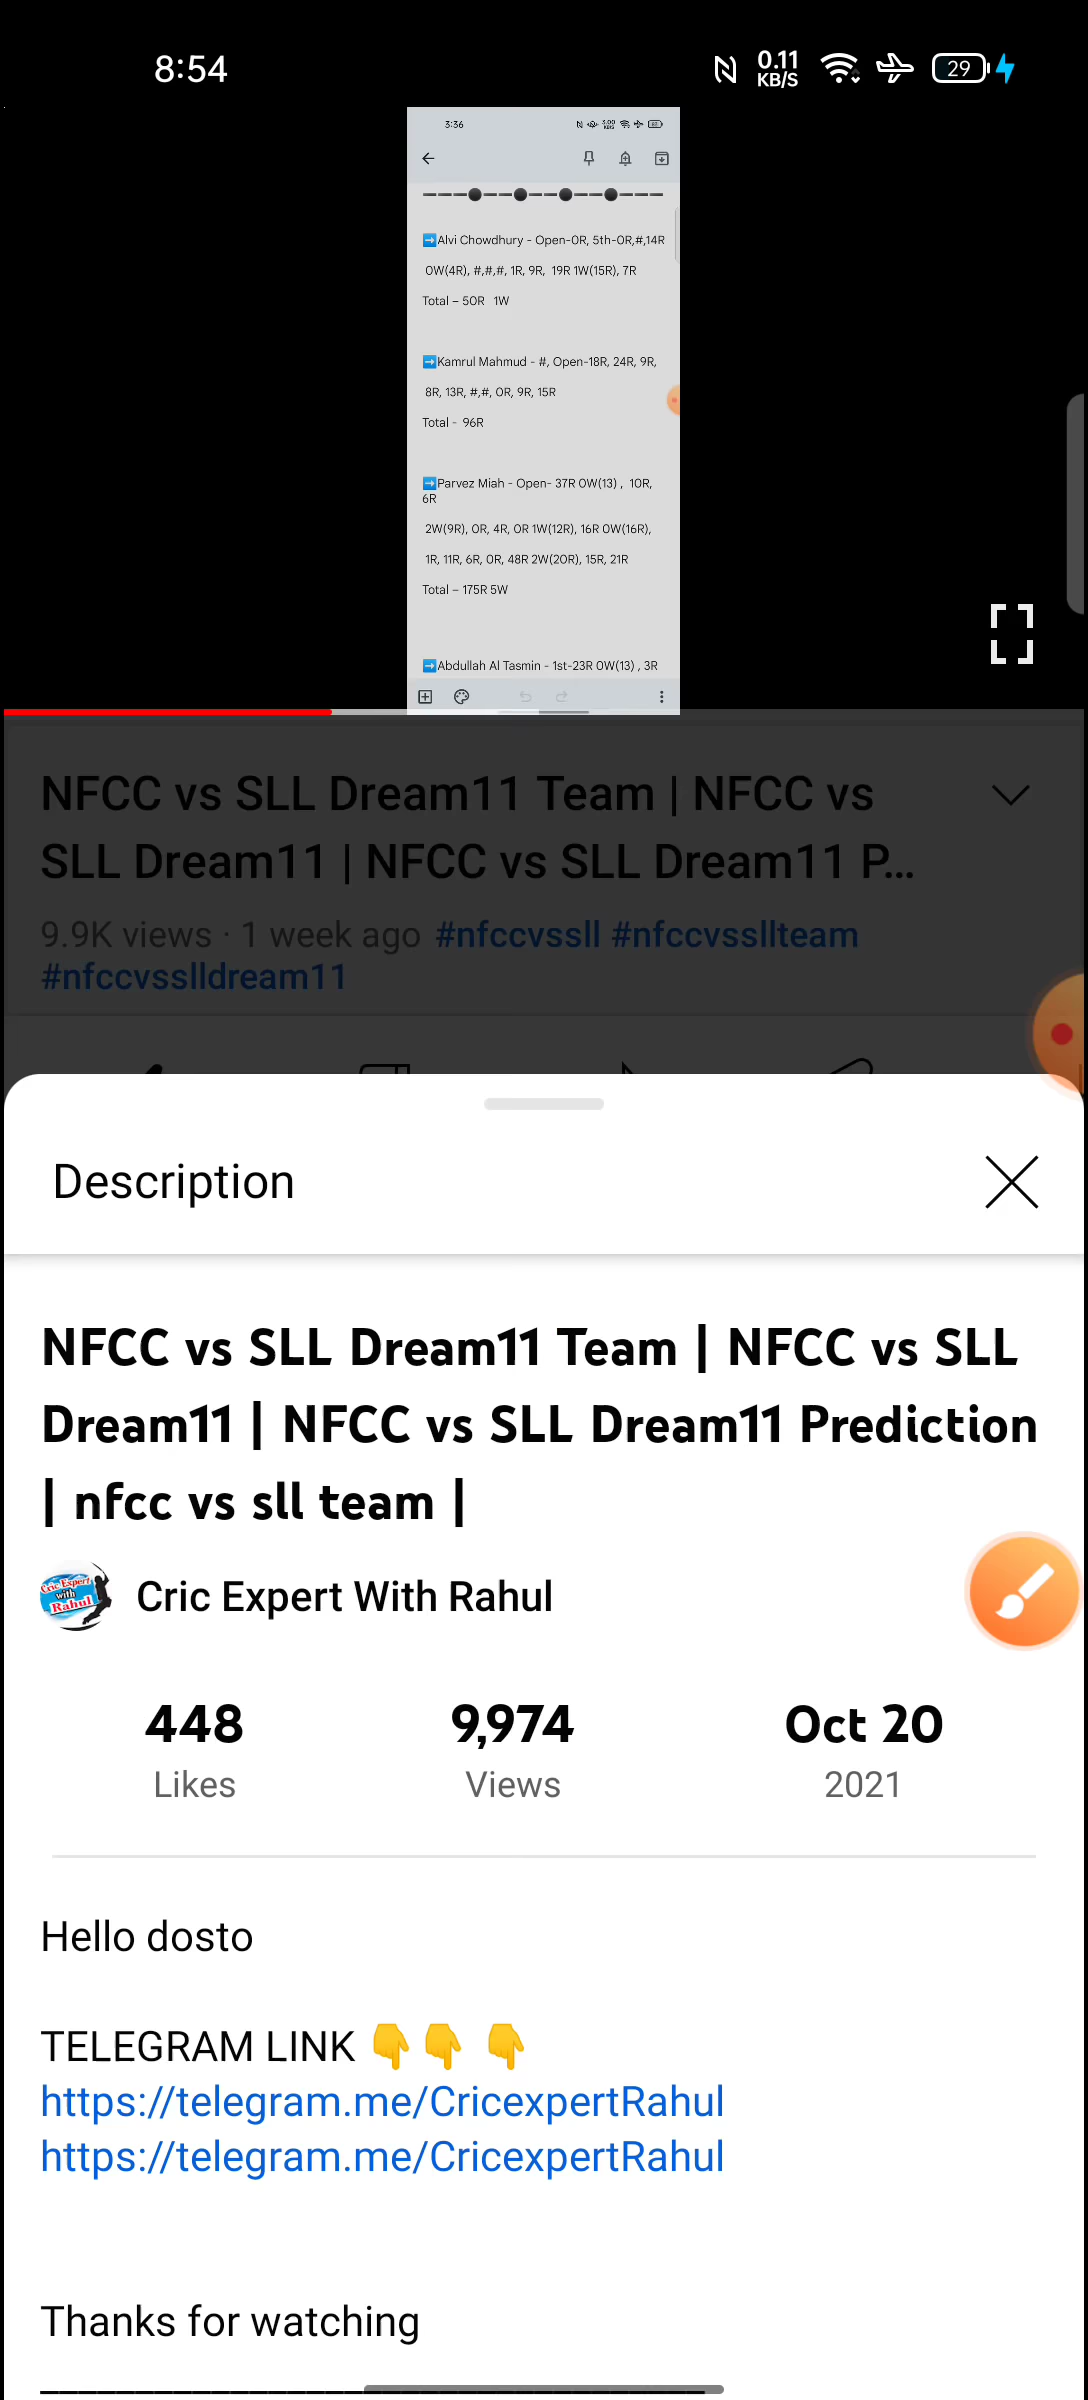 8:54
0.11
KB/S
29
3:36
Alvi Chowdhury - Open-0R, 5th-0R,#,14R
0W(4R), #,#,#, 1R, 9R, 19R 1W(15R), 7R
Total – 50R 1W
Kamrul Mahmud - #, Open-18R, 24R, 9R,
8R, 13R, #,#, 0R, 9R, 15R
Total - 96R
Parvez Miah - Open- 37R 0W(13) , 10R,
6R
2W(9R), 0R, 4R, 0R 1W(12R), 16R 0W(16R),
1R, 11R, 6R, 0R, 48R 2W(20R), 15R, 21R
Total – 175R 5W
Abdullah Al Tasmin - 1st-23R 0W(13) , 3R
NFCC vs SLL Dream11 Team | NFCC vs
SLL Dream11 | NFCC vs SLL Dream11 P...
9.9K views · 1 week ago #nfccvssll #nfccvssllteam
#nfccvsslldream11
Description
NFCC vs SLL Dream11 Team | NFCC vs SLL
Dream11 | NFCC vs SLL Dream11 Prediction
| nfcc vs sll team |
Cric Expert with Rahul
Cric Expert With Rahul
448 9,974 Oct 20
Likes Views 2021
Hello dosto
TELEGRAM LINK 👇👇 👇
https://telegram.me/CricexpertRahul
https://telegram.me/CricexpertRahul
Thanks for watching